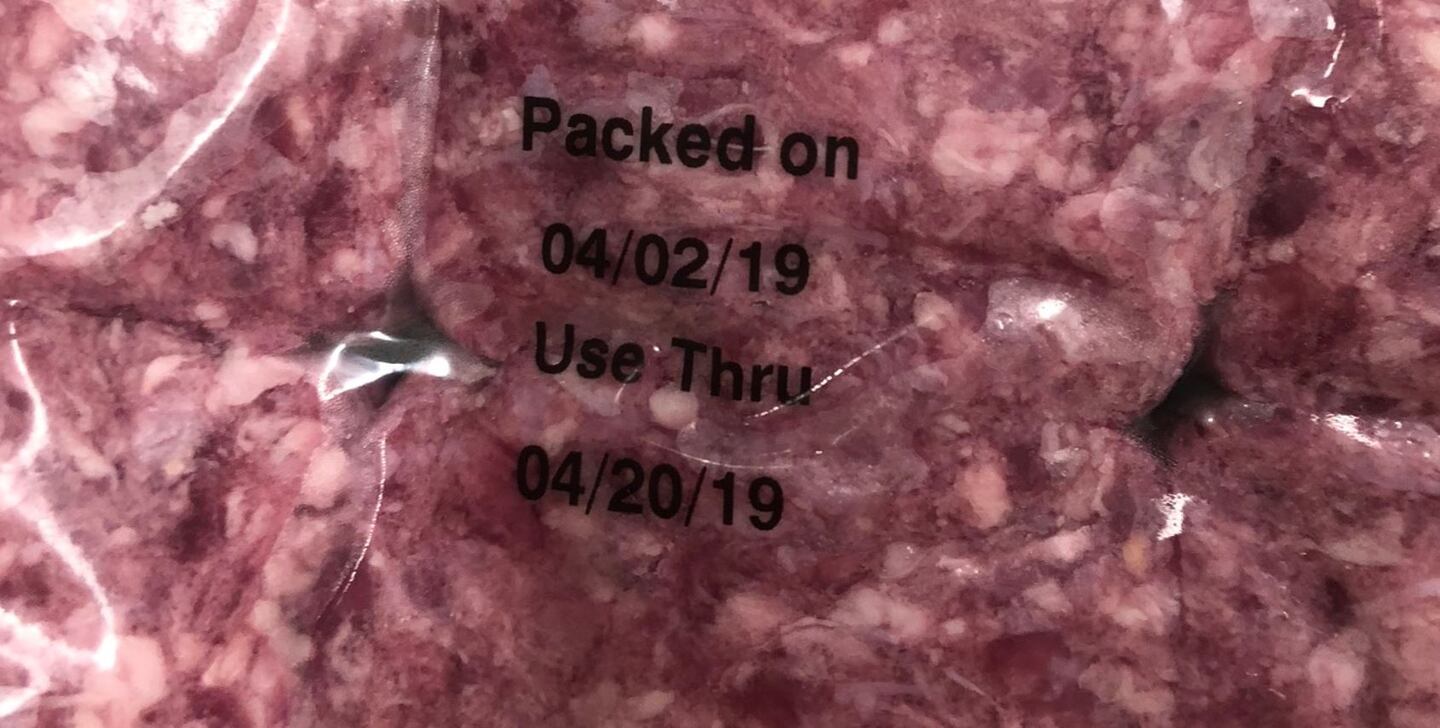 Packed on
04/02/19
Use Thru
04/20/19